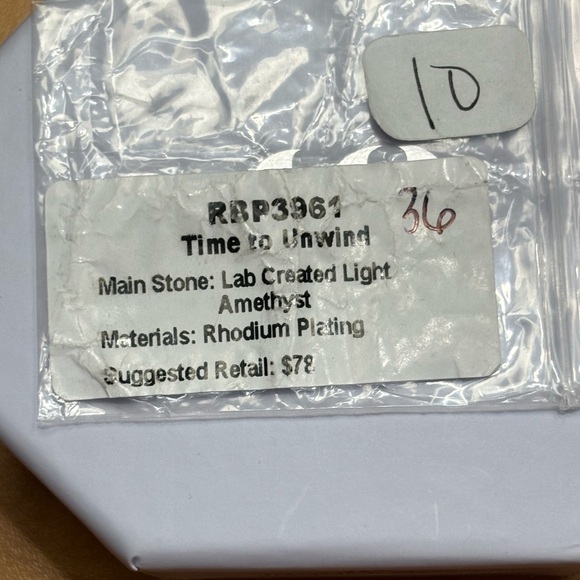 10
RBP3961 36
Time to Unwind
Main Stone: Lab Created Light
Amethyst
Materials: Rhodium Plating
Suggested Retail: $78